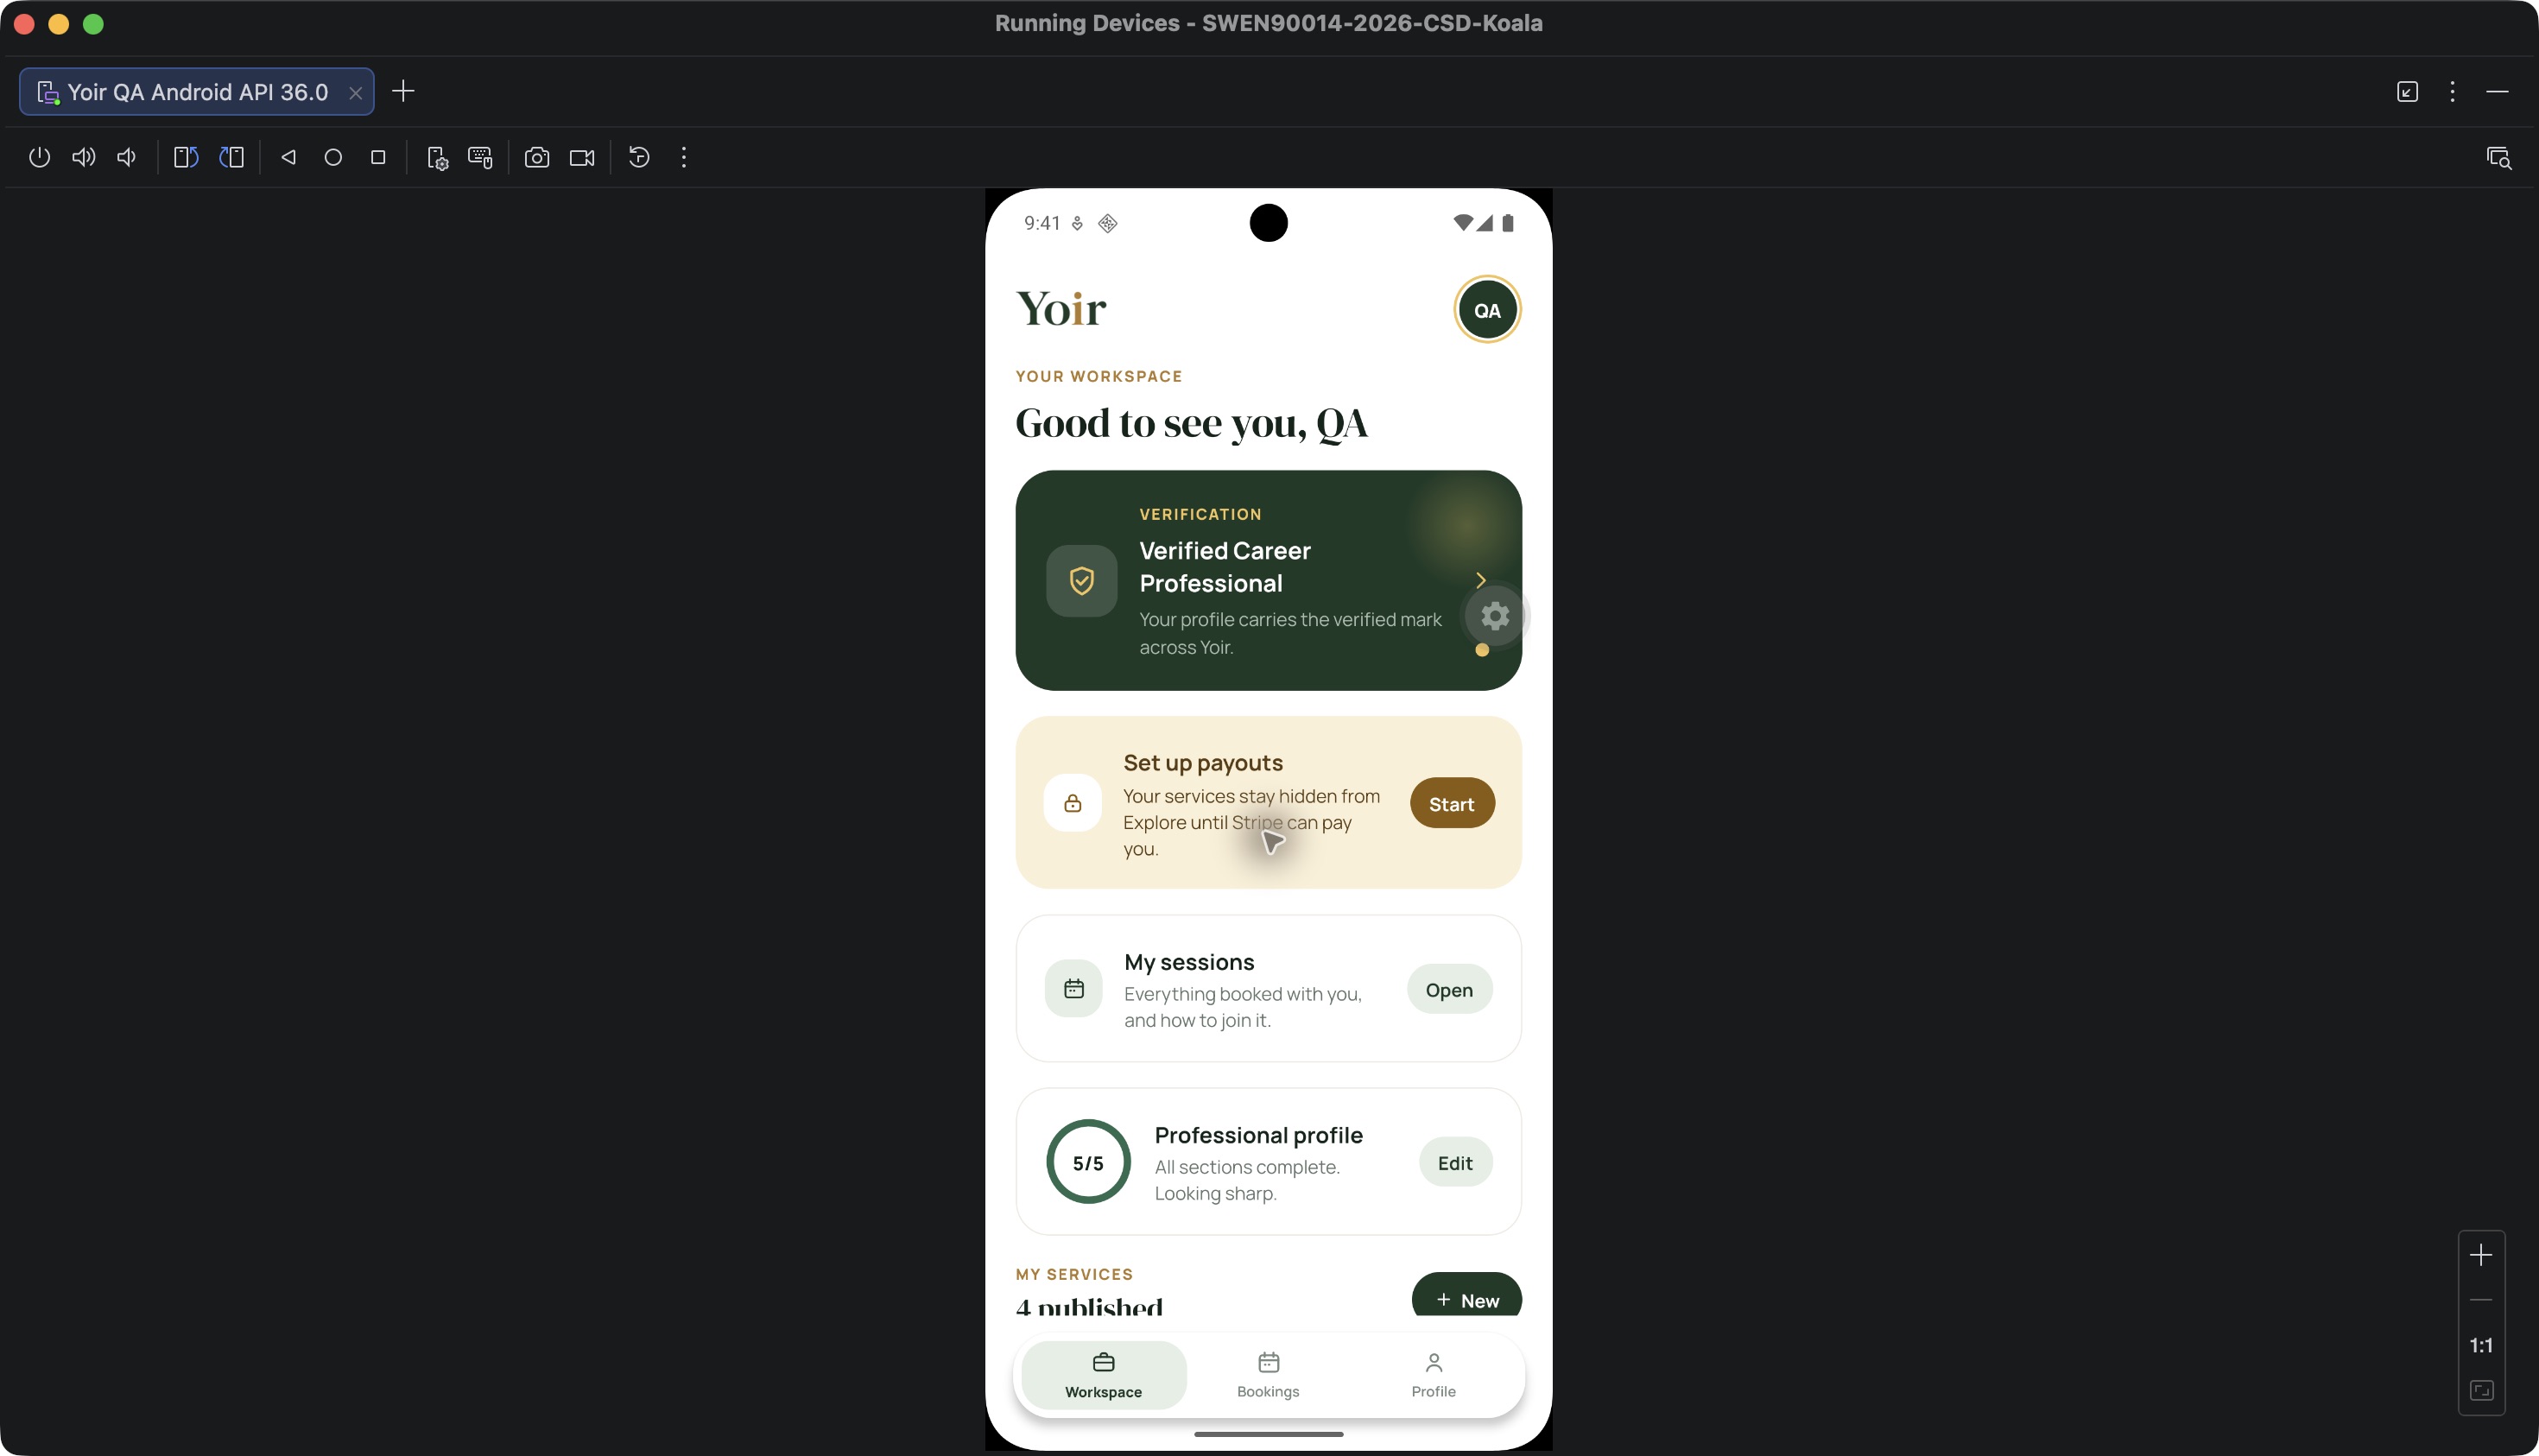 Running Devices - SWEN90014-2026-CSD-Koala
Yoir QA Android API 36.0
9:41
Yoir
QA
YOUR WORKSPACE
Good to see you, QA
VERIFICATION
Verified Career
Professional
Your profile carries the verified mark
across Yoir.
Set up payouts
Your services stay hidden from
Explore until Stripe can pay
you.
Start
My sessions
Everything booked with you,
and how to join it.
Open
5/5
Professional profile
All sections complete.
Looking sharp.
Edit
MY SERVICES
4 published
+ New
Workspace
Bookings
Profile
1:1